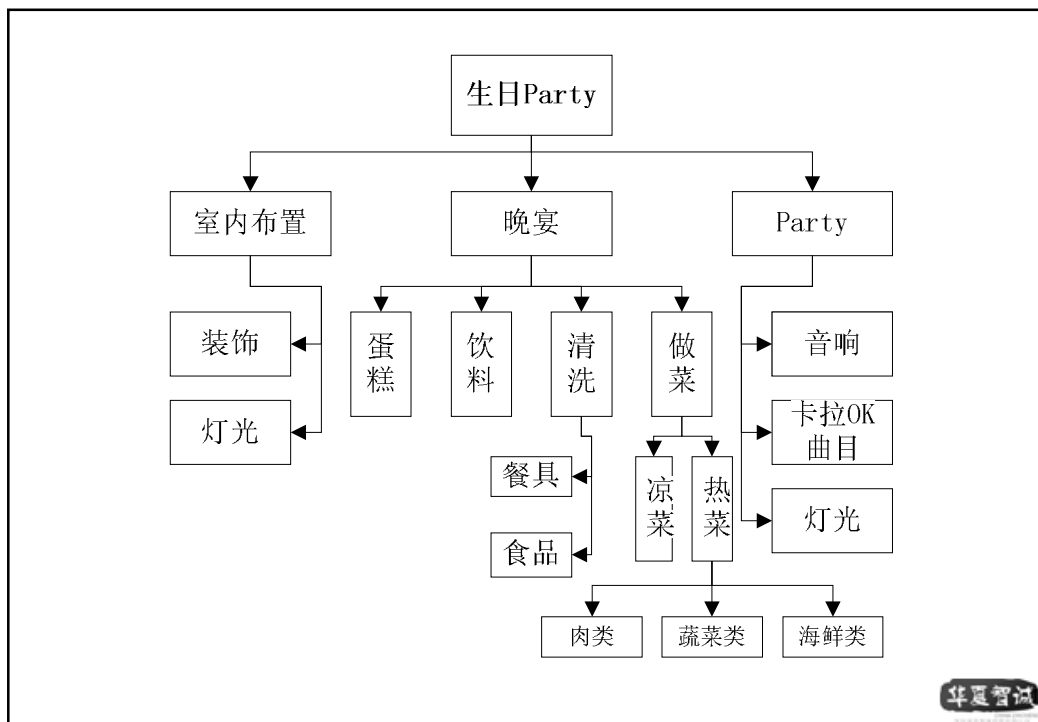 生日Party
室内布置
晚宴
Party
装饰
灯光
蛋糕
饮料
清洗
做菜
音响
卡拉OK
曲目
灯光
餐具
食品
凉菜
热菜
肉类
蔬菜类
海鲜类
华夏智诚